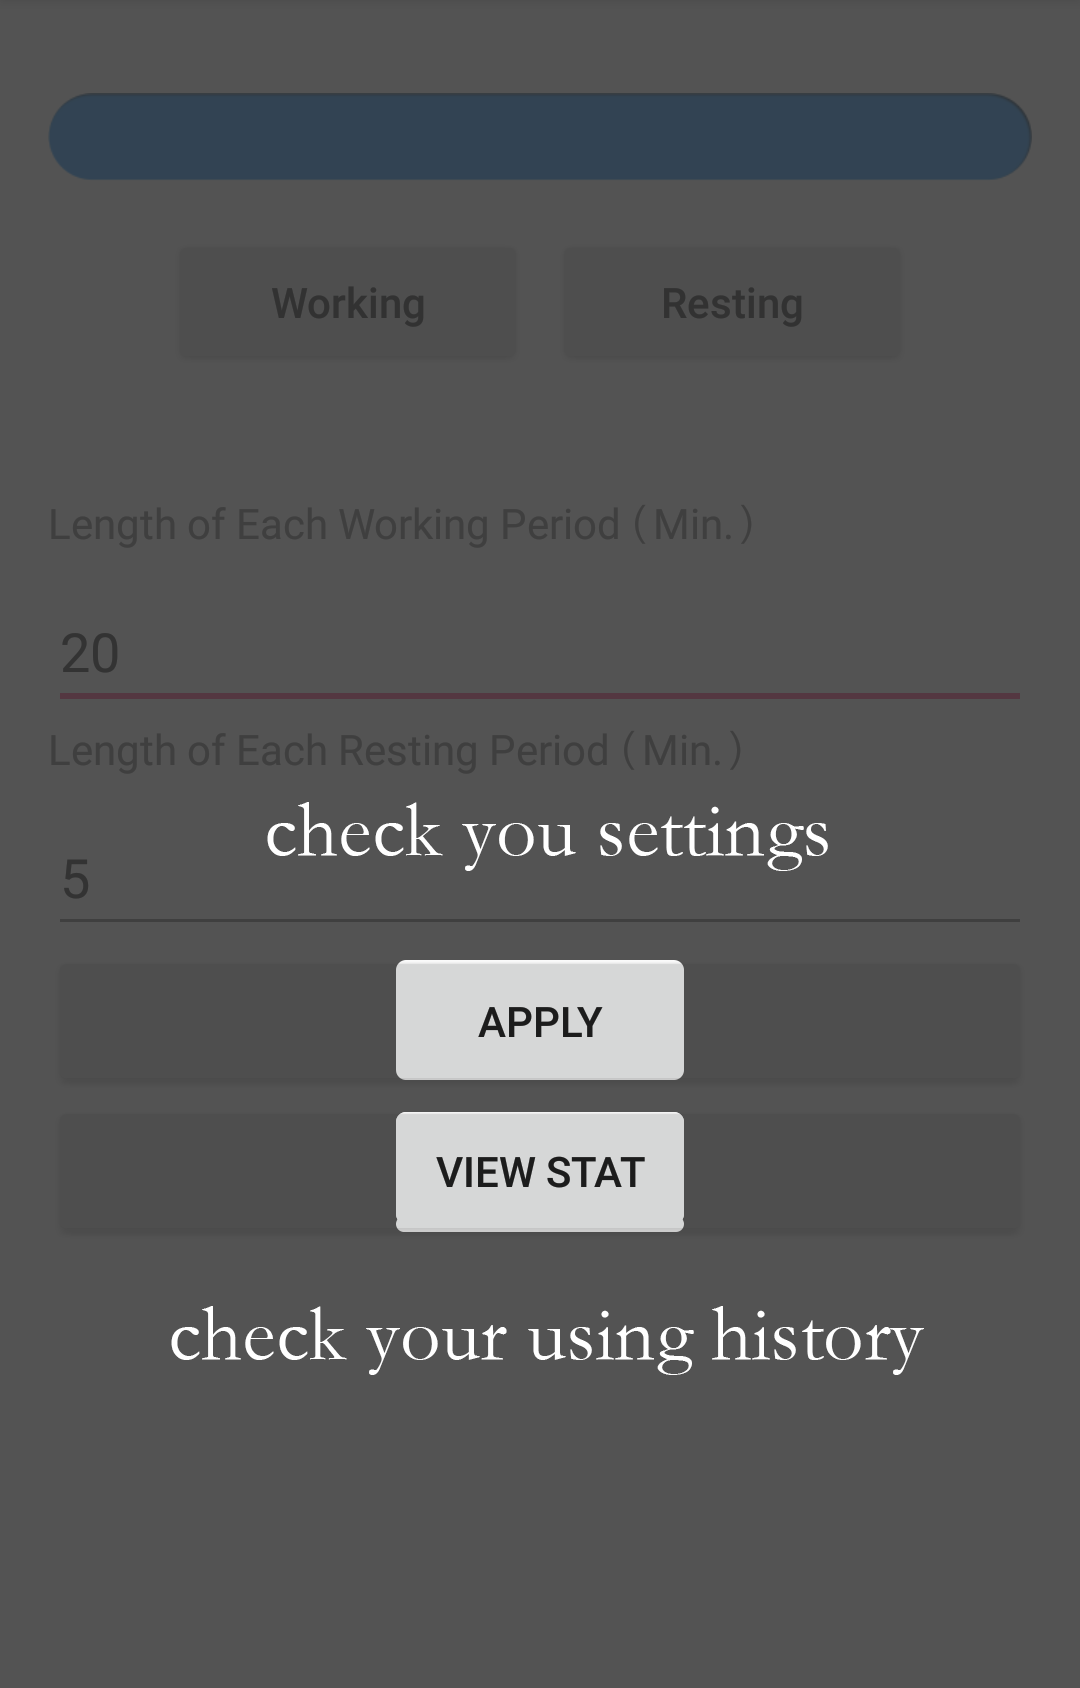 Working
Resting
Length of Each Working Period（Min.）
20
Length of Each Resting Period（Min.）
check you settings
5
APPLY
VIEW STAT
check your using history